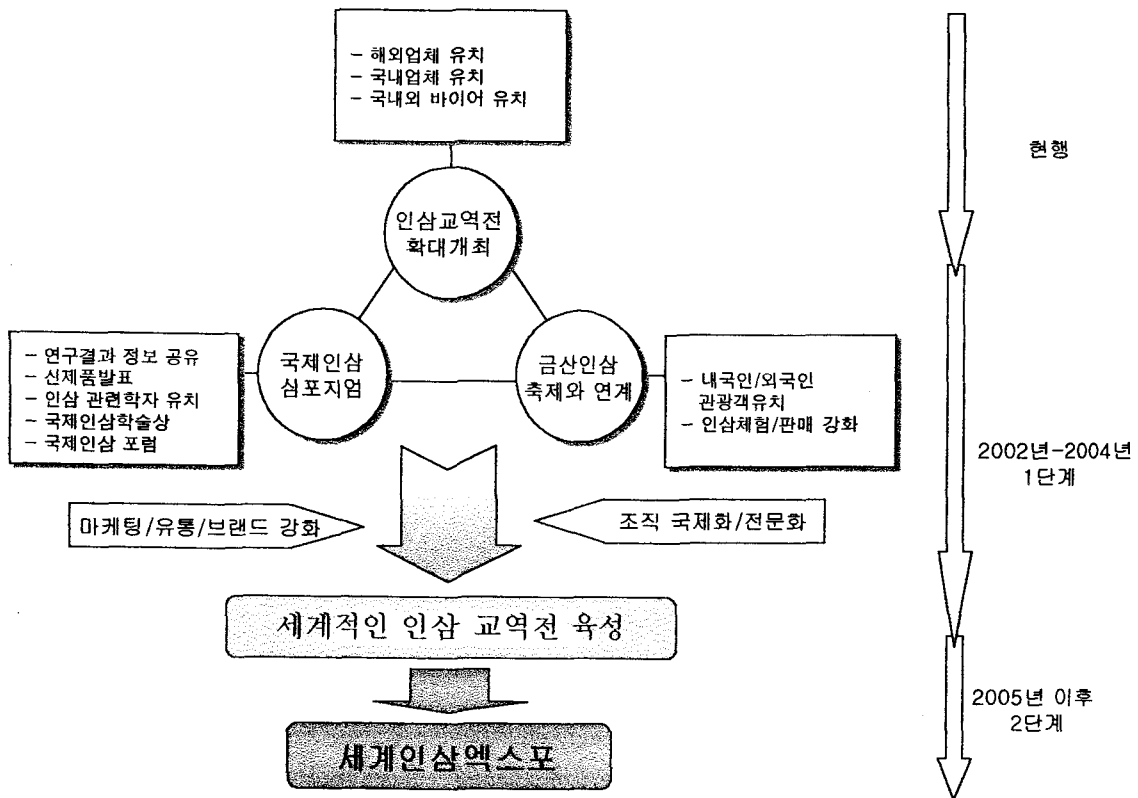 - 해외업체 유치
- 국내업체 유치
- 국내외 바이어 유치
현행
인삼교역전
확대개최
- 연구결과 정보 공유
- 신제품발표
- 인삼 관련학자 유치
- 국제인삼학술상
- 국제인삼 포럼
국제인삼
심포지엄
금산인삼
축제와 연계
- 내국인/외국인
관광객유치
- 인삼체험/판매 강화
2002년-2004년
1단계
마케팅/유통/브랜드 강화
조직 국제화/전문화
세계적인 인삼 교역전 육성
2005년 이후
2단계
세계인삼엑스포